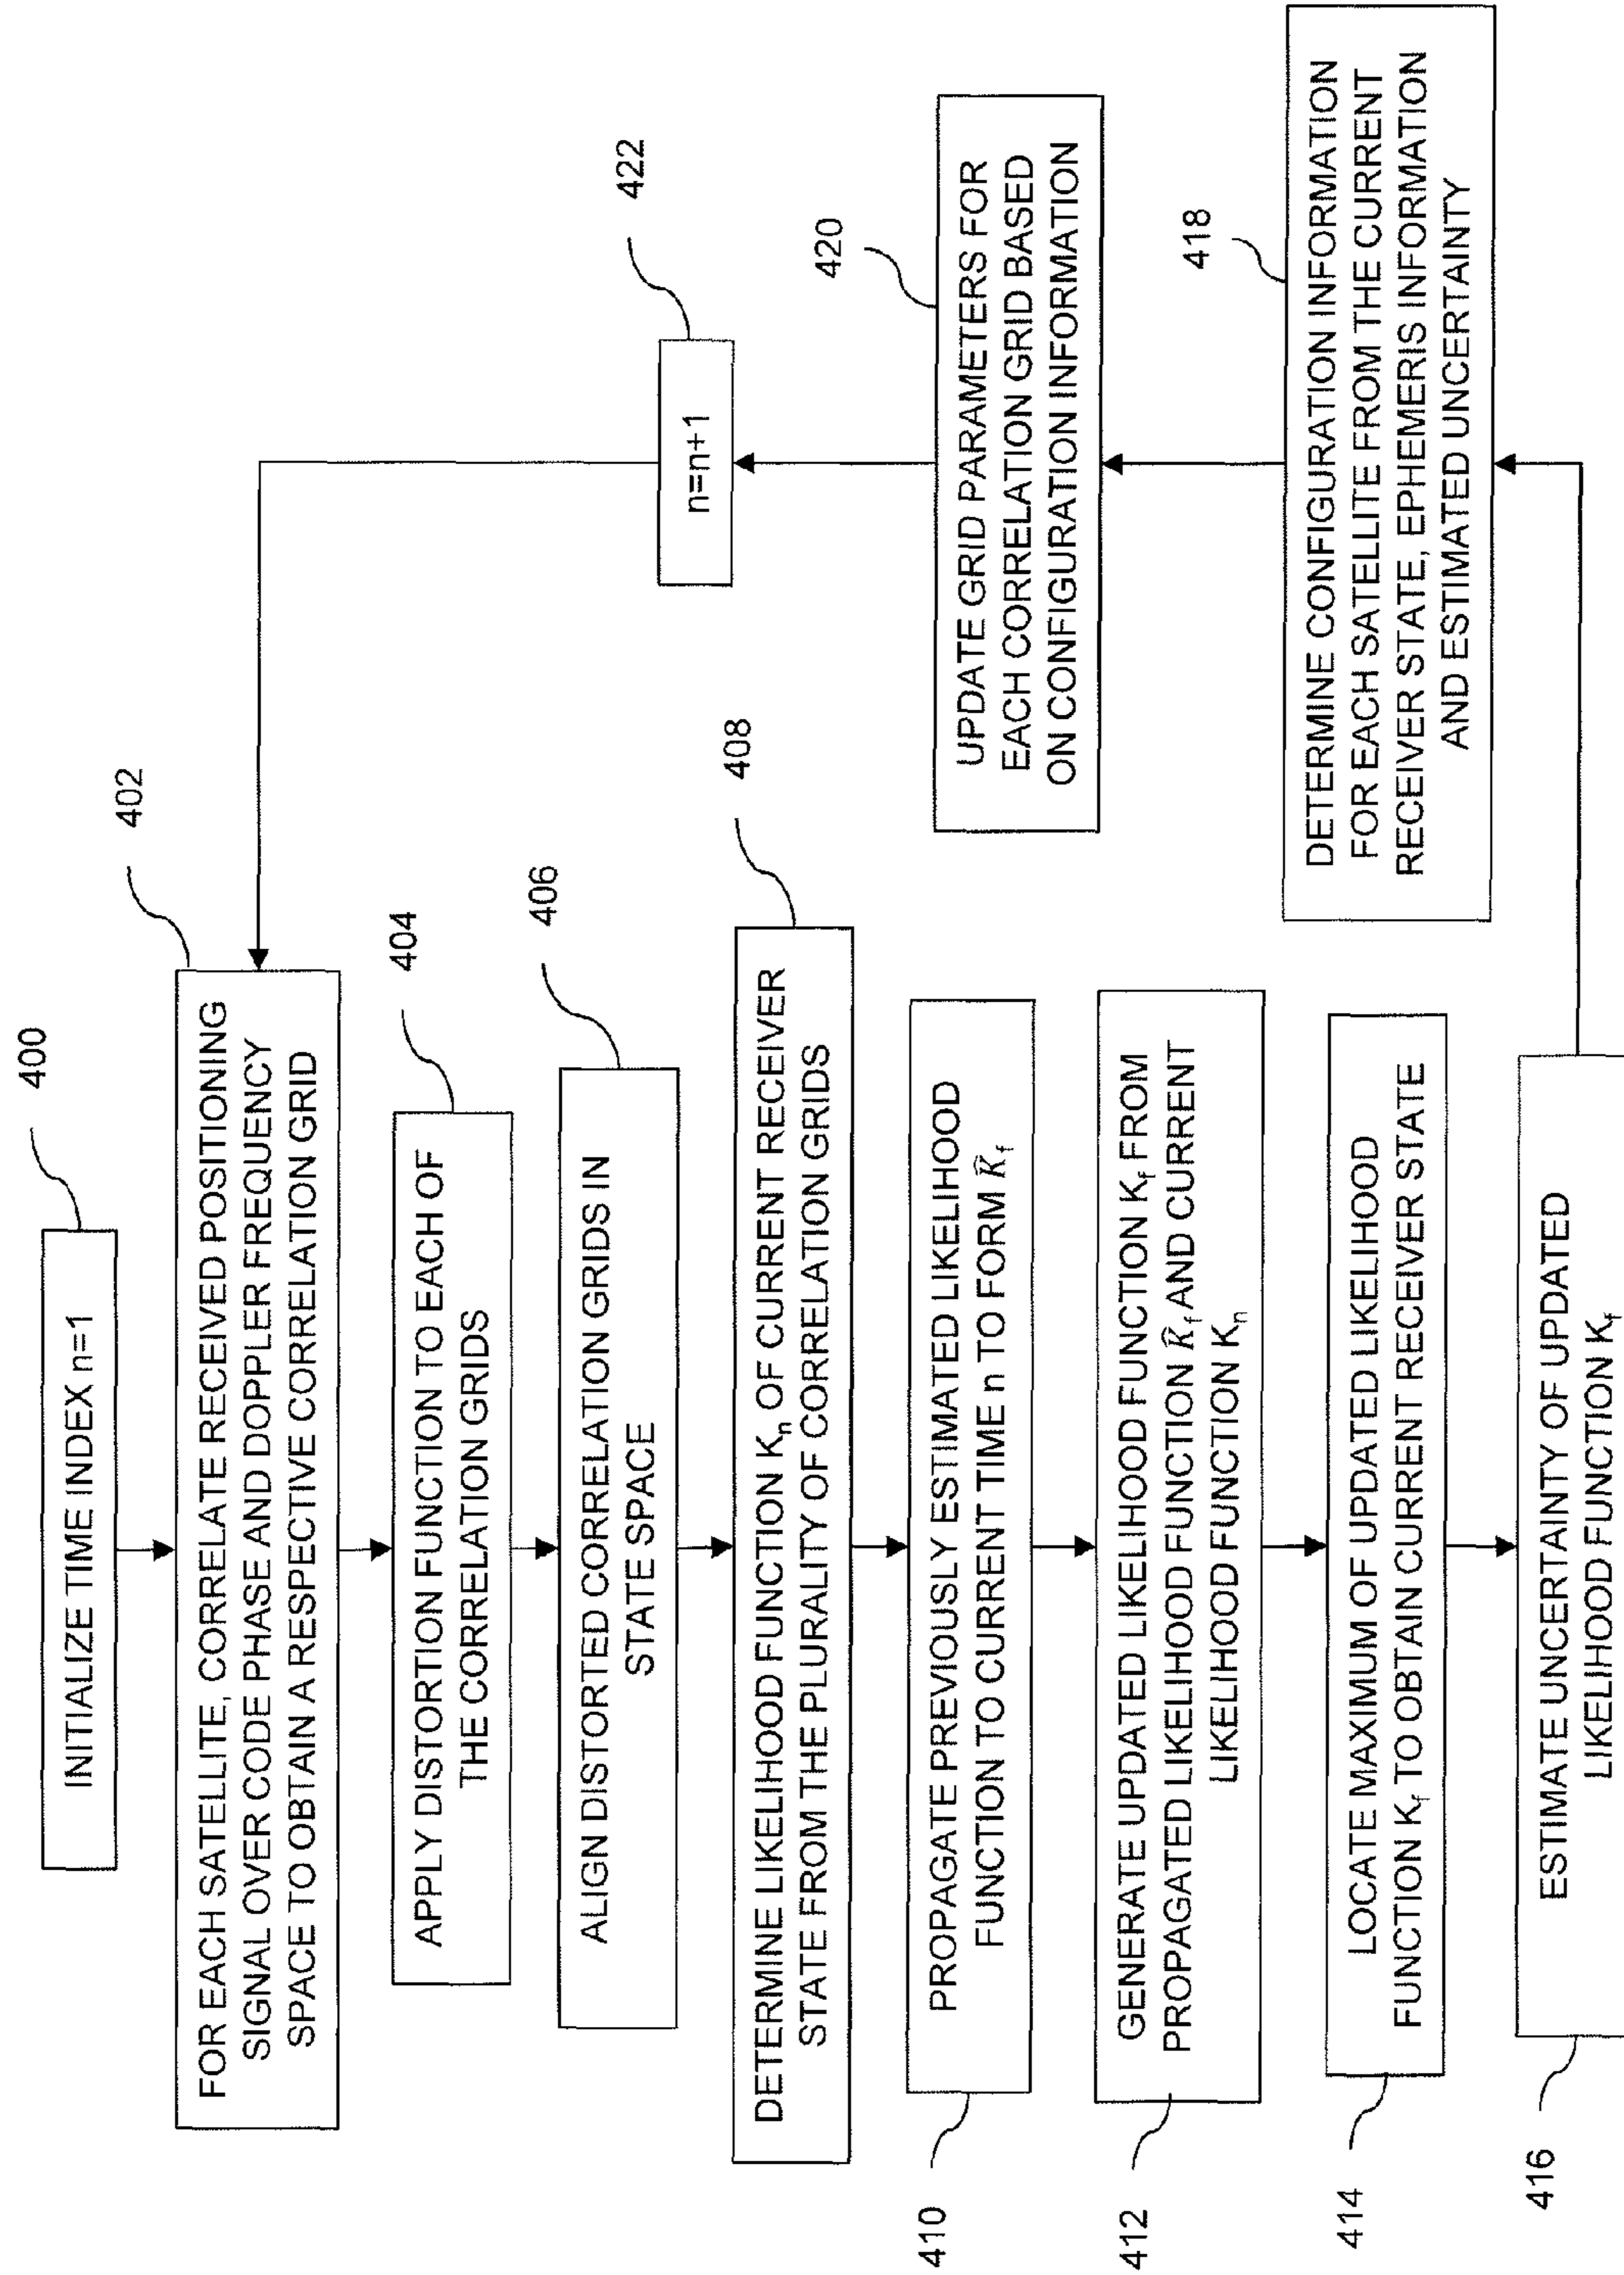 400
INITIALIZE TIME INDEX n=1
402
FOR EACH SATELLITE, CORRELATE RECEIVED POSITIONING
SIGNAL OVER CODE PHASE AND DOPPLER FREQUENCY
SPACE TO OBTAIN A RESPECTIVE CORRELATION GRID
404
APPLY DISTORTION FUNCTION TO EACH OF
THE CORRELATION GRIDS
406
ALIGN DISTORTED CORRELATION GRIDS IN
STATE SPACE
408
DETERMINE LIKELIHOOD FUNCTION Kn OF CURRENT RECEIVER
STATE FROM THE PLURALITY OF CORRELATION GRIDS
410
PROPAGATE PREVIOUSLY ESTIMATED LIKELIHOOD
FUNCTION TO CURRENT TIME n TO FORM K̂f
412
GENERATE UPDATED LIKELIHOOD FUNCTION Kf FROM
PROPAGATED LIKELIHOOD FUNCTION K̂f AND CURRENT
LIKELIHOOD FUNCTION Kn
414
LOCATE MAXIMUM OF UPDATED LIKELIHOOD
FUNCTION Kf TO OBTAIN CURRENT RECEIVER STATE
416
ESTIMATE UNCERTAINTY OF UPDATED
LIKELIHOOD FUNCTION Kf
418
DETERMINE CONFIGURATION INFORMATION
FOR EACH SATELLITE FROM THE CURRENT
RECEIVER STATE, EPHEMERIS INFORMATION
AND ESTIMATED UNCERTAINTY
420
UPDATE GRID PARAMETERS FOR
EACH CORRELATION GRID BASED
ON CONFIGURATION INFORMATION
422
n=n+1